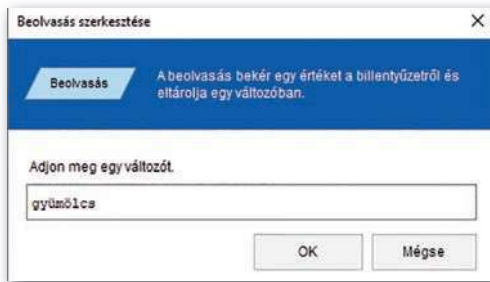 Beolvasás szerkesztése
Beolvasás
A beolvasás bekér egy értéket a billentyűzetről és
eltárolja egy változóban.
Adjon meg egy változót.
gyümölcs
OK
Mégse